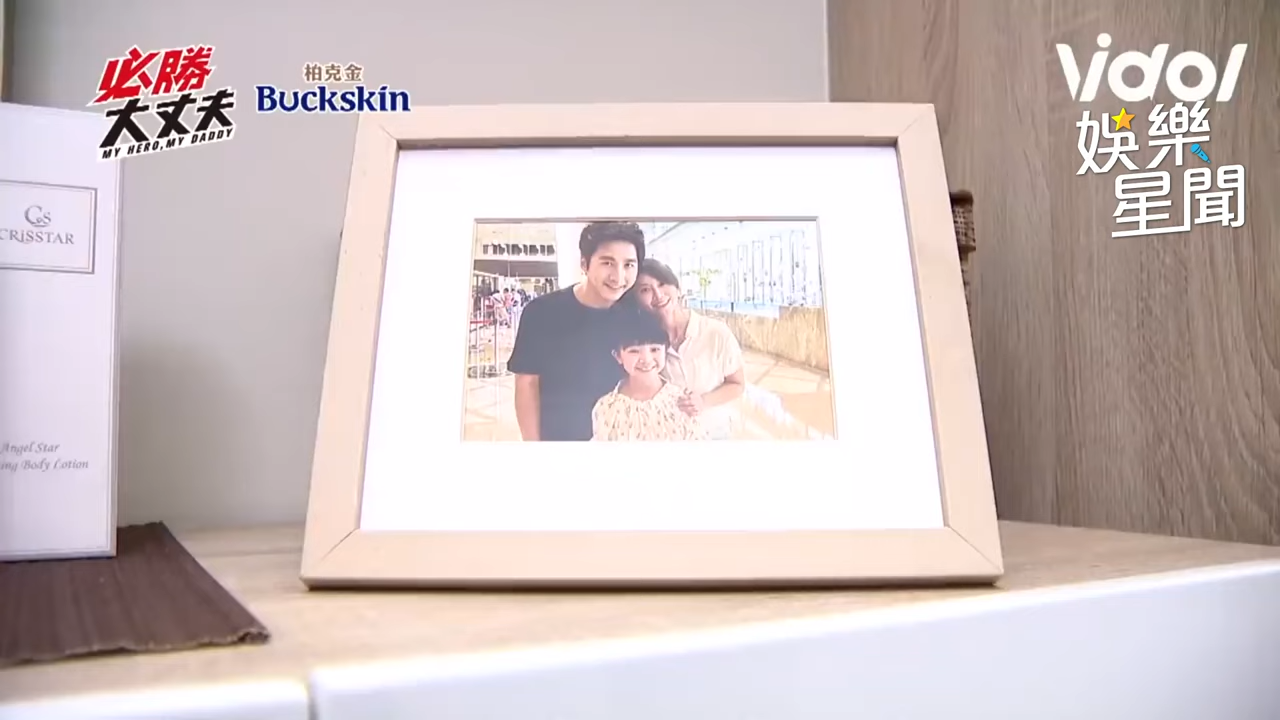 必勝
大丈夫
MY HERO, MY DADDY
柏克金
Buckskin
Vidol
娛樂
星聞
Cs
CRiSSTAR
Angel Star
ing Body Lotion